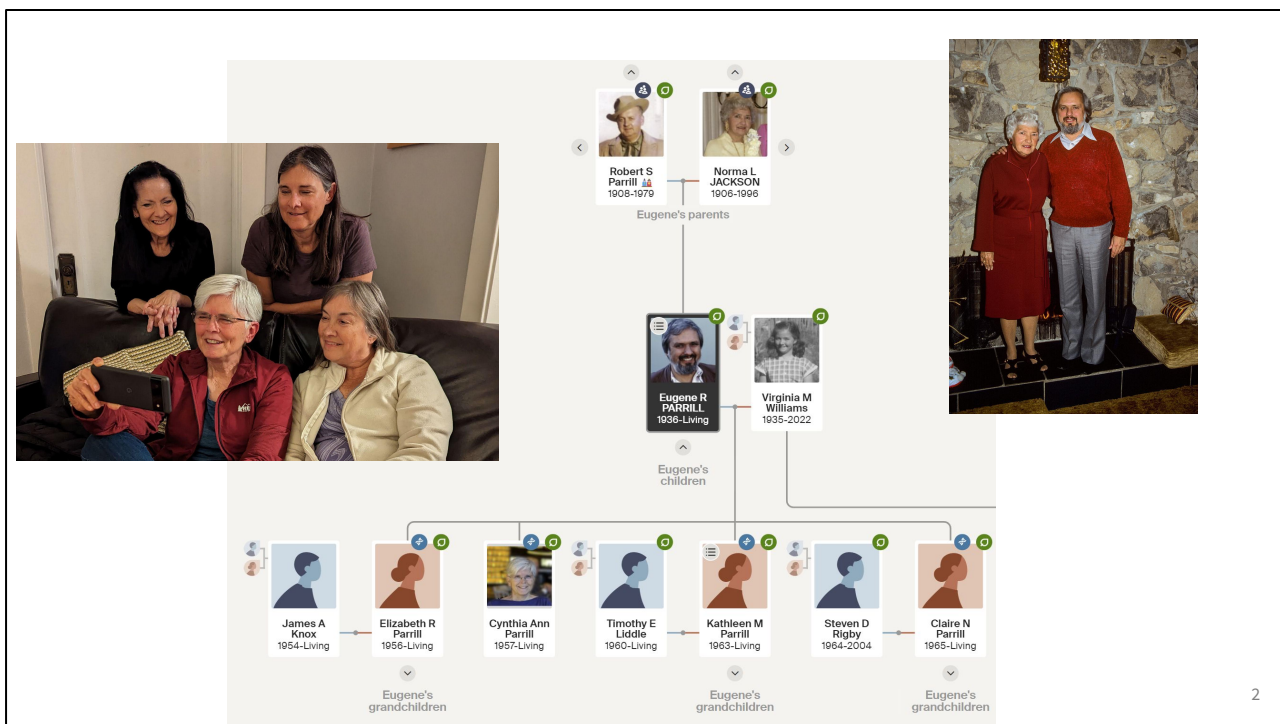 Robert S
Parrill
1908-1979
Norma L
JACKSON
1906-1996
Eugene's parents
Eugene R
PARRILL
1936-Living
Virginia M
Williams
1935-2022
Eugene's
children
James A
Knox
1954-Living
Elizabeth R
Parrill
1956-Living
Cynthia Ann
Parrill
1957-Living
Timothy E
Liddle
1960-Living
Kathleen M
Parrill
1963-Living
Steven D
Rigby
1964-2004
Claire N
Parrill
1965-Living
Eugene's
grandchildren
Eugene's
grandchildren
Eugene's
grandchildren
2